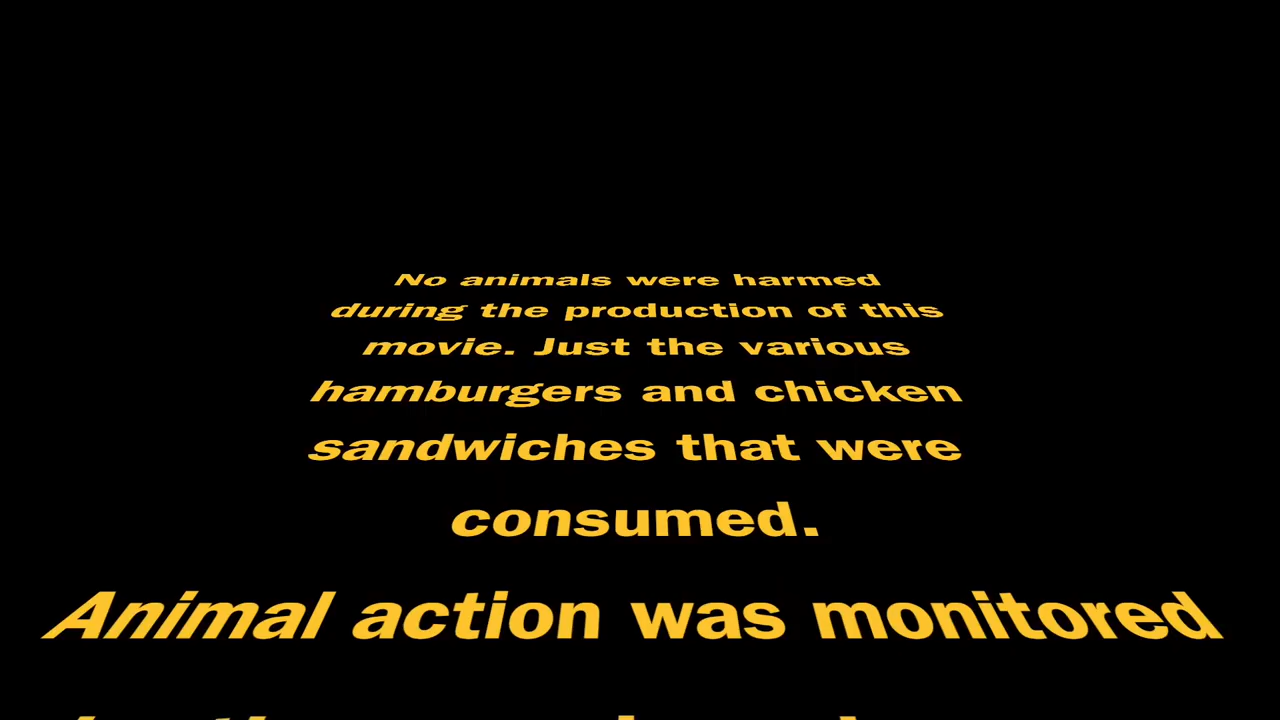 No animals were harmed
during the production of this
movie. Just the various
hamburgers and chicken
sandwiches that were
consumed.
Animal action was monitored